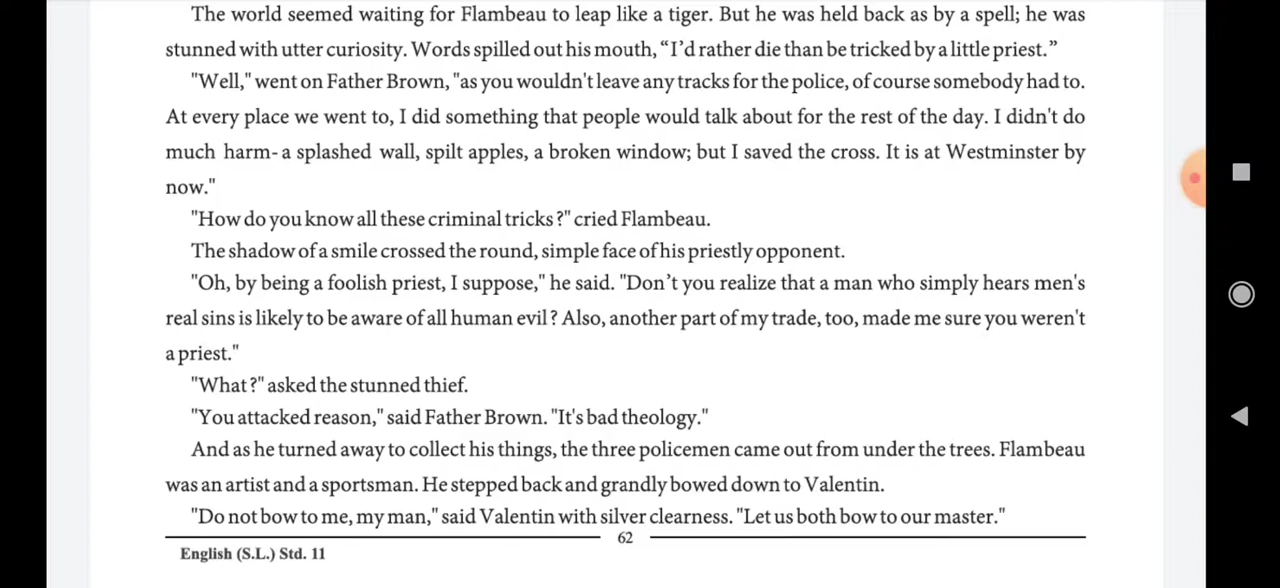 The world seemed waiting for Flambeau to leap like a tiger. But he was held back as by a spell; he was
stunned with utter curiosity. Words spilled out his mouth, “I’d rather die than be tricked by a little priest.”
"Well," went on Father Brown, "as you wouldn't leave any tracks for the police, of course somebody had to.
At every place we went to, I did something that people would talk about for the rest of the day. I didn't do
much harm- a splashed wall, spilt apples, a broken window; but I saved the cross. It is at Westminster by
now."
"How do you know all these criminal tricks?" cried Flambeau.
The shadow of a smile crossed the round, simple face of his priestly opponent.
"Oh, by being a foolish priest, I suppose," he said. "Don’t you realize that a man who simply hears men's
real sins is likely to be aware of all human evil? Also, another part of my trade, too, made me sure you weren't
a priest."
"What?" asked the stunned thief.
"You attacked reason," said Father Brown. "It's bad theology."
And as he turned away to collect his things, the three policemen came out from under the trees. Flambeau
was an artist and a sportsman. He stepped back and grandly bowed down to Valentin.
"Do not bow to me, my man," said Valentin with silver clearness. "Let us both bow to our master."
62
English (S.L.) Std. 11